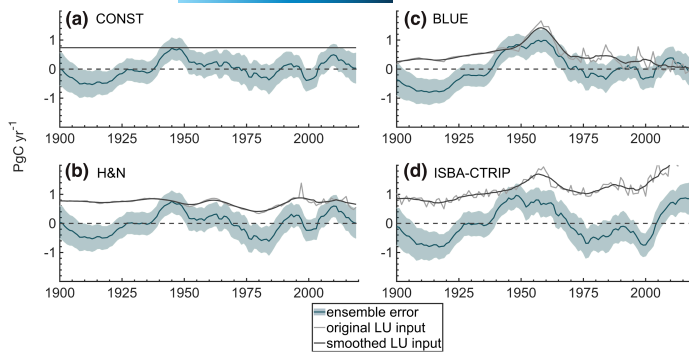 (a) CONST
1
0
-1
1900 1925 1950 1975 2000
(c) BLUE
1
0
-1
1900 1925 1950 1975 2000
PgC yr-1
(b) H&N
1
0
-1
1900 1925 1950 1975 2000
(d) ISBA-CTRIP
1
0
-1
1900 1925 1950 1975 2000
ensemble error
original LU input
smoothed LU input